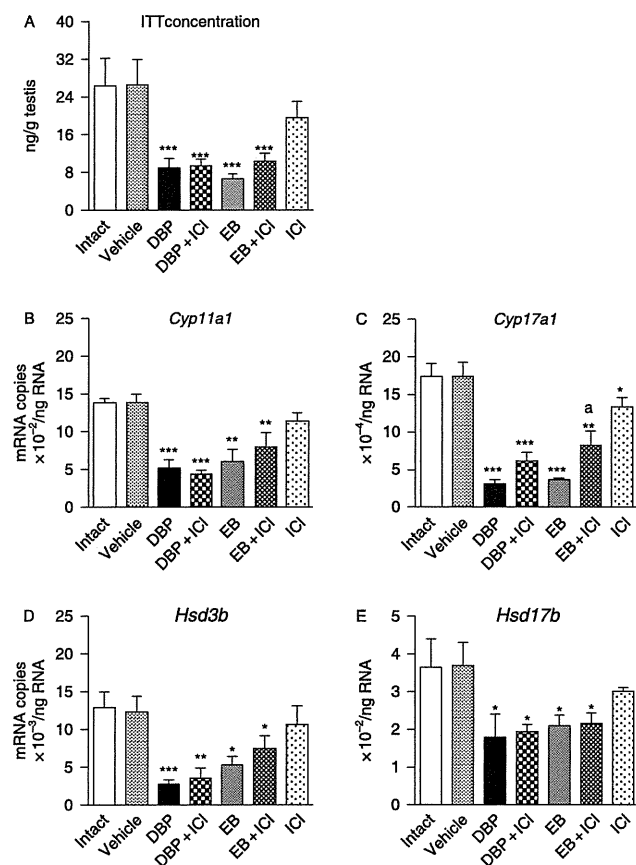 A ITTconcentration
ng/g testis
40
32
24
16
8
0
*** *** *** ***
Intact Vehicle DBP DBP + ICI EB EB + ICI ICI
B Cyp11a1
mRNA copies
×10⁻²/ng RNA
25
20
15
10
5
0
*** *** ** **
Intact Vehicle DBP DBP + ICI EB EB + ICI ICI
C Cyp17a1
×10⁻⁴/ng RNA
25
20
15
10
5
0
*** *** *** a ** *
Intact Vehicle DBP DBP + ICI EB EB + ICI ICI
D Hsd3b
mRNA copies
×10⁻³/ng RNA
25
20
15
10
5
0
*** ** * *
Intact Vehicle DBP DBP + ICI EB EB + ICI ICI
E Hsd17b
×10⁻²/ng RNA
5
4
3
2
1
0
* * * *
Intact Vehicle DBP DBP + ICI EB EB + ICI ICI